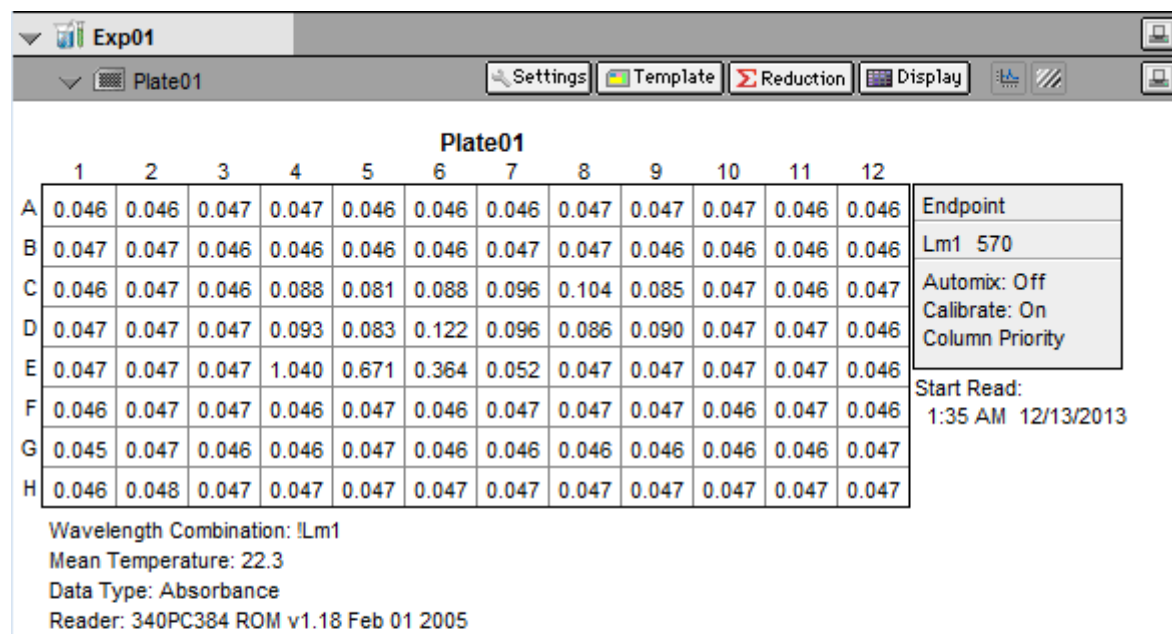 Exp01
Plate01 Settings Template Reduction Display
Plate01
1 2 3 4 5 6 7 8 9 10 11 12
A 0.046 0.046 0.047 0.047 0.046 0.046 0.046 0.047 0.047 0.047 0.046 0.046 Endpoint
B 0.047 0.047 0.046 0.046 0.046 0.046 0.047 0.047 0.046 0.046 0.046 0.046 Lm1 570
C 0.046 0.047 0.046 0.088 0.081 0.088 0.096 0.104 0.085 0.047 0.046 0.047 Automix: Off
Calibrate: On
D 0.047 0.047 0.047 0.093 0.083 0.122 0.096 0.086 0.090 0.047 0.047 0.046 Column Priority
E 0.047 0.047 0.047 1.040 0.671 0.364 0.052 0.047 0.047 0.047 0.047 0.046
Start Read:
F 0.046 0.047 0.047 0.046 0.047 0.046 0.047 0.047 0.047 0.046 0.047 0.046 1:35 AM 12/13/2013
G 0.045 0.047 0.046 0.046 0.047 0.046 0.046 0.046 0.046 0.046 0.046 0.047
H 0.046 0.048 0.047 0.047 0.047 0.047 0.047 0.047 0.047 0.047 0.047 0.047
Wavelength Combination: !Lm1
Mean Temperature: 22.3
Data Type: Absorbance
Reader: 340PC384 ROM v1.18 Feb 01 2005